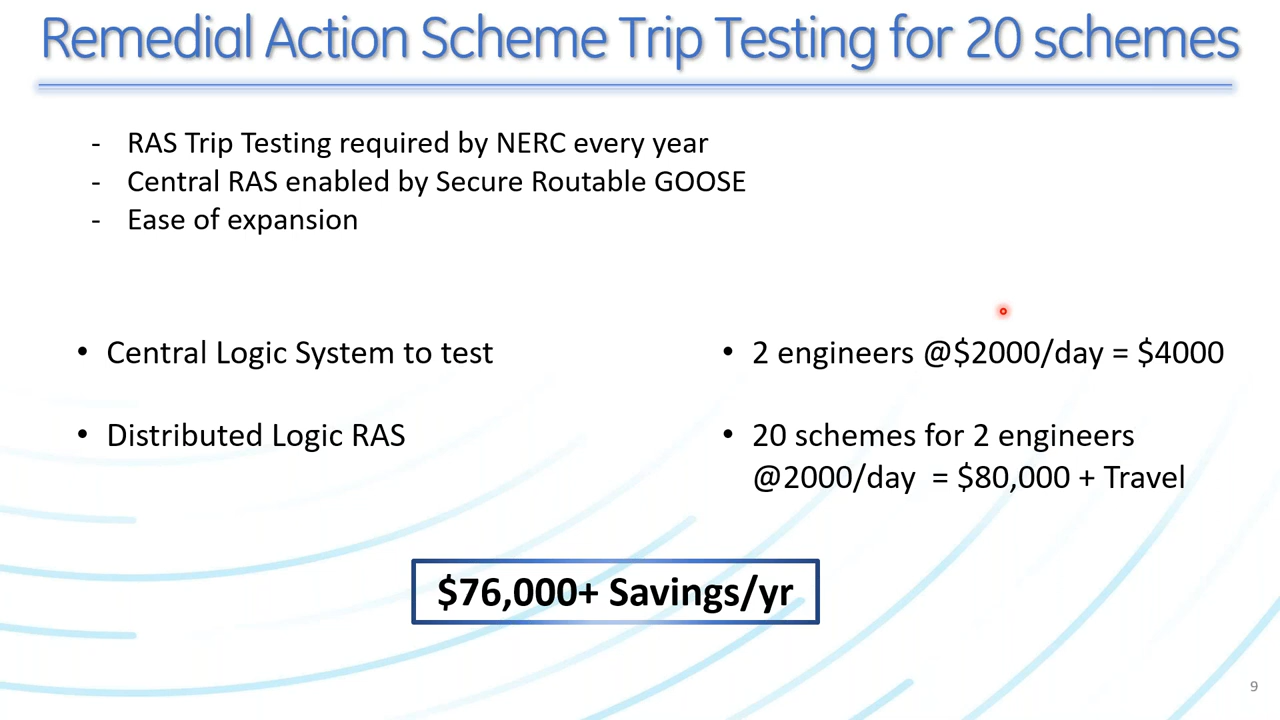 Remedial Action Scheme Trip Testing for 20 schemes
- RAS Trip Testing required by NERC every year
- Central RAS enabled by Secure Routable GOOSE
- Ease of expansion
• Central Logic System to test
• 2 engineers @$2000/day = $4000
• Distributed Logic RAS
• 20 schemes for 2 engineers
@2000/day = $80,000 + Travel
$76,000+ Savings/yr
9